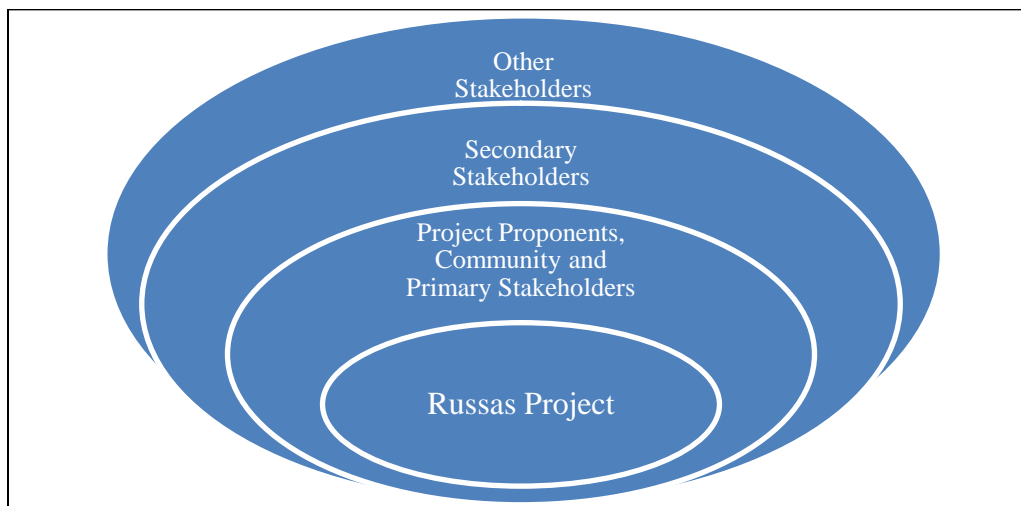 Other
Stakeholders
Secondary
Stakeholders
Project Proponents,
Community and
Primary Stakeholders
Russas Project